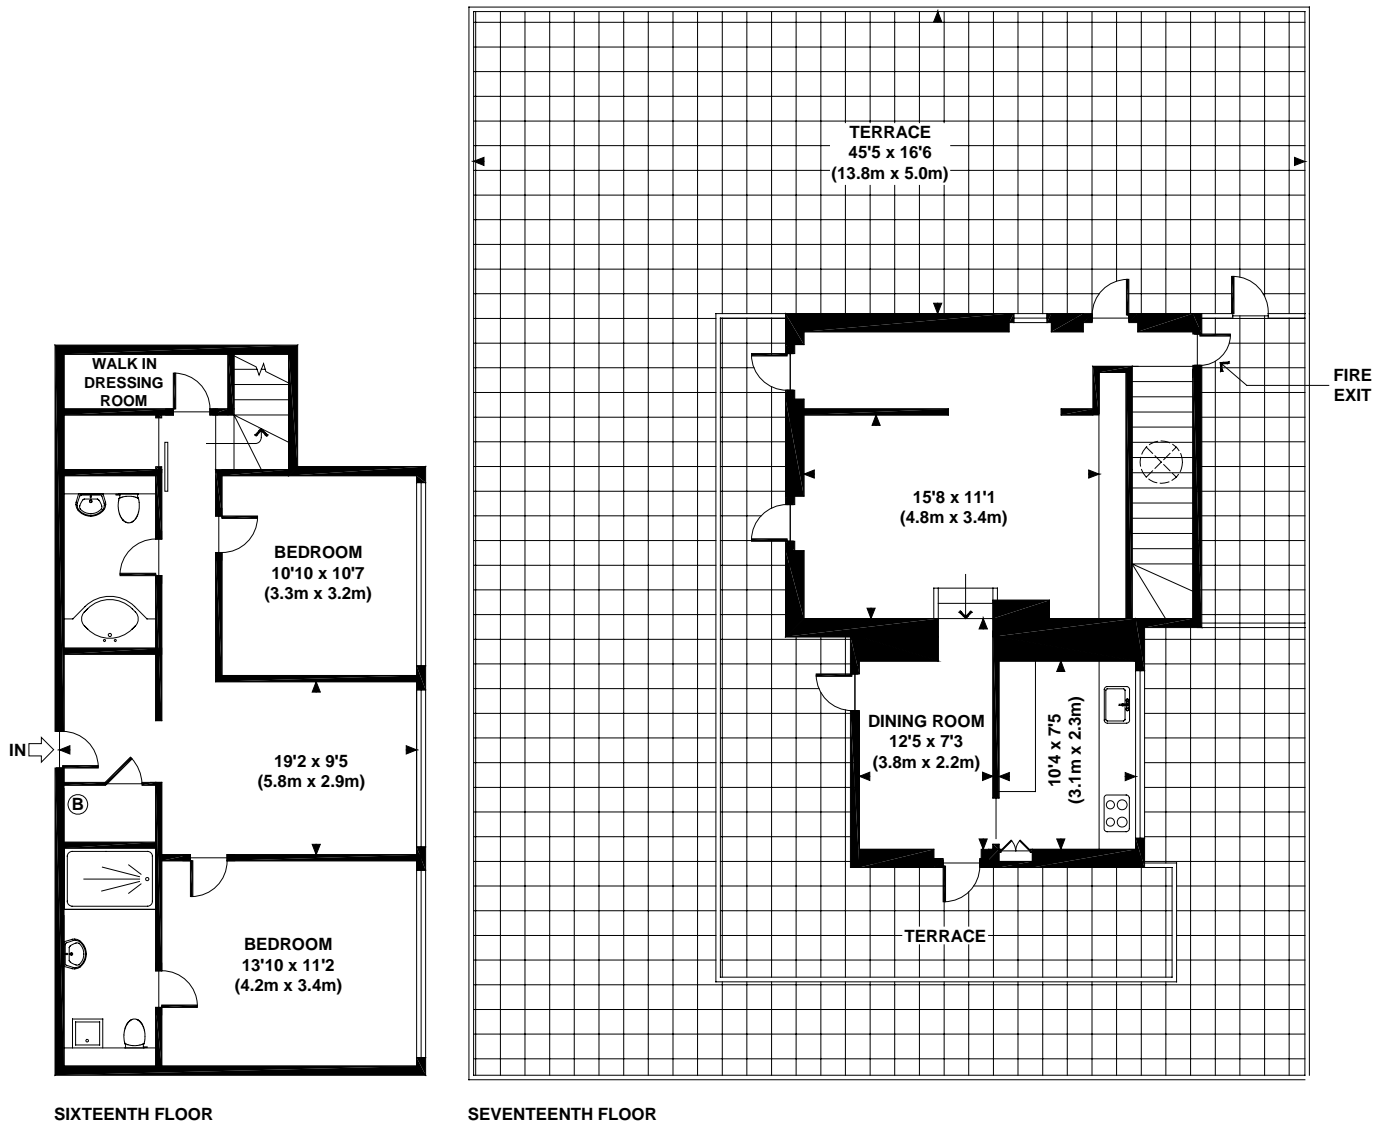 TERRACE
45'5 x 16'6
(13.8m x 5.0m)
WALK IN
DRESSING
ROOM
FIRE
EXIT
15'8 x 11'1
(4.8m x 3.4m)
BEDROOM
10'10 x 10'7
(3.3m x 3.2m)
IN
19'2 x 9'5
(5.8m x 2.9m)
DINING ROOM
12'5 x 7'3
(3.8m x 2.2m)
10'4 x 7'5
(3.1m x 2.3m)
B
BEDROOM
13'10 x 11'2
(4.2m x 3.4m)
TERRACE
SIXTEENTH FLOOR
SEVENTEENTH FLOOR